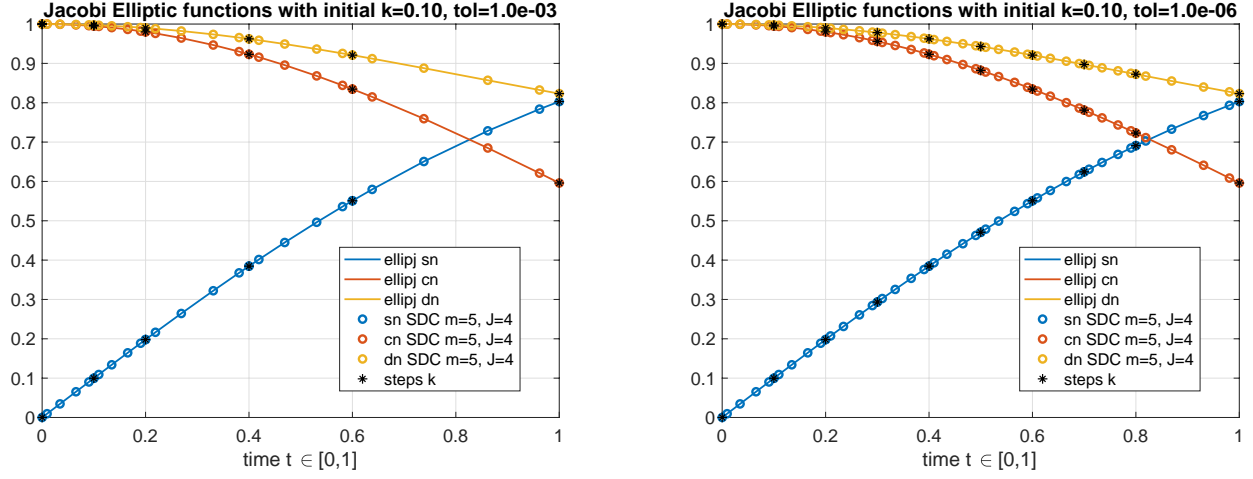 Jacobi Elliptic functions with initial k=0.10, tol=1.0e-03
1
0.9
0.8
0.7
0.6
0.5
0.4
0.3
0.2
0.1
0
0 0.2 0.4 0.6 0.8 1
time t ∈ [0,1]
ellipj sn
ellipj cn
ellipj dn
sn SDC m=5, J=4
cn SDC m=5, J=4
dn SDC m=5, J=4
steps k
Jacobi Elliptic functions with initial k=0.10, tol=1.0e-06
1
0.9
0.8
0.7
0.6
0.5
0.4
0.3
0.2
0.1
0
0 0.2 0.4 0.6 0.8 1
time t ∈ [0,1]
ellipj sn
ellipj cn
ellipj dn
sn SDC m=5, J=4
cn SDC m=5, J=4
dn SDC m=5, J=4
steps k